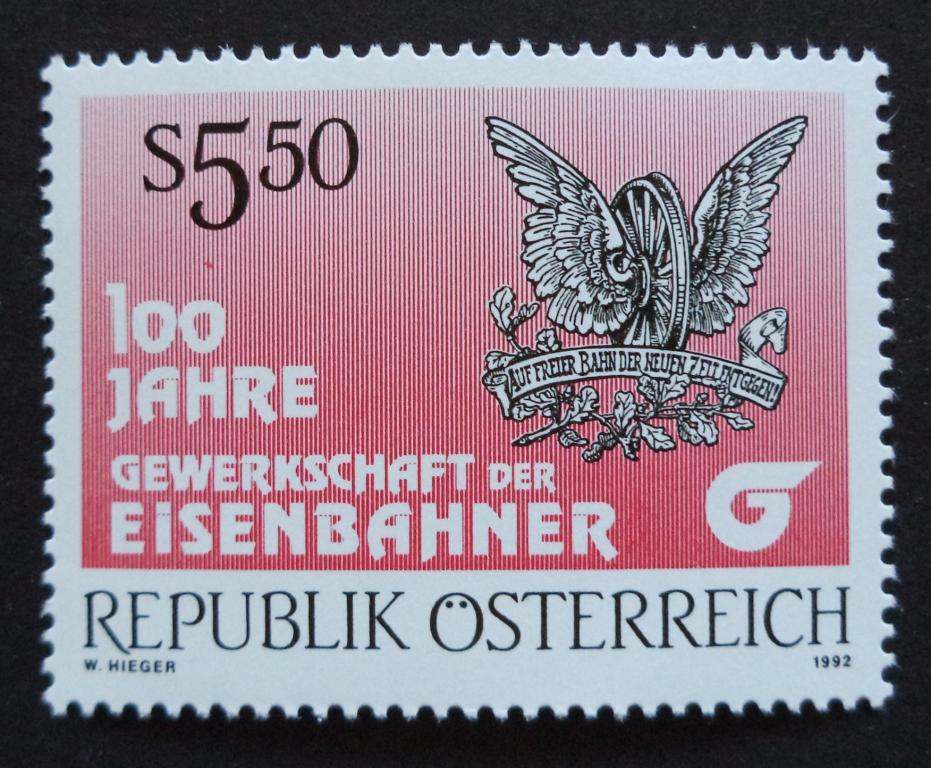 S5 50
AUF FREIER BAHN DER NEUEN ZEIT ENTGEGEN
100
JAHRE
GEWERKSCHAFT DER
EISENBAHNER
G
REPUBLIK ÖSTERREICH
W. HIEGER
1992